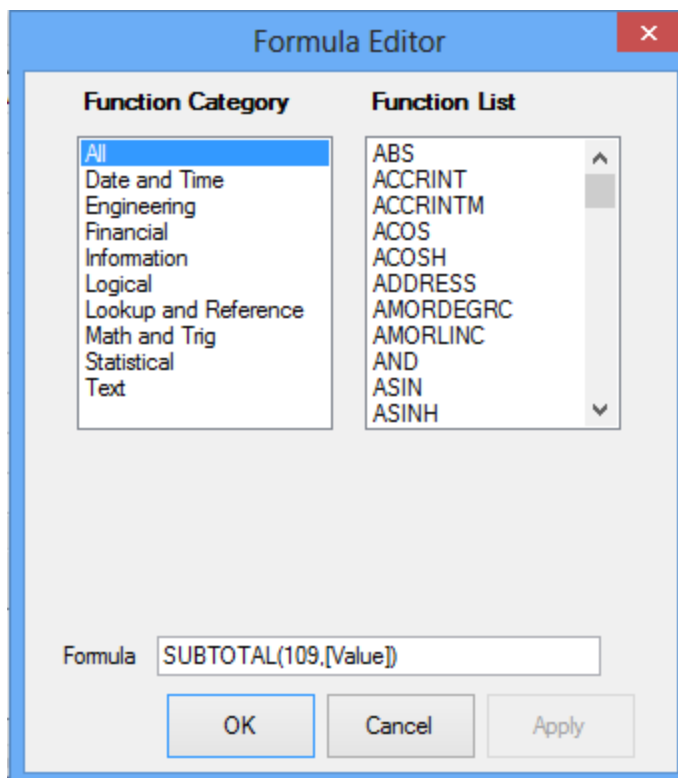 Formula Editor
Function Category
Function List
All
Date and Time
Engineering
Financial
Information
Logical
Lookup and Reference
Math and Trig
Statistical
Text
ABS
ACCRINT
ACCRINTM
ACOS
ACOSH
ADDRESS
AMORDEGRC
AMORLINC
AND
ASIN
ASINH
Formula SUBTOTAL(109,[Value])
OK Cancel Apply